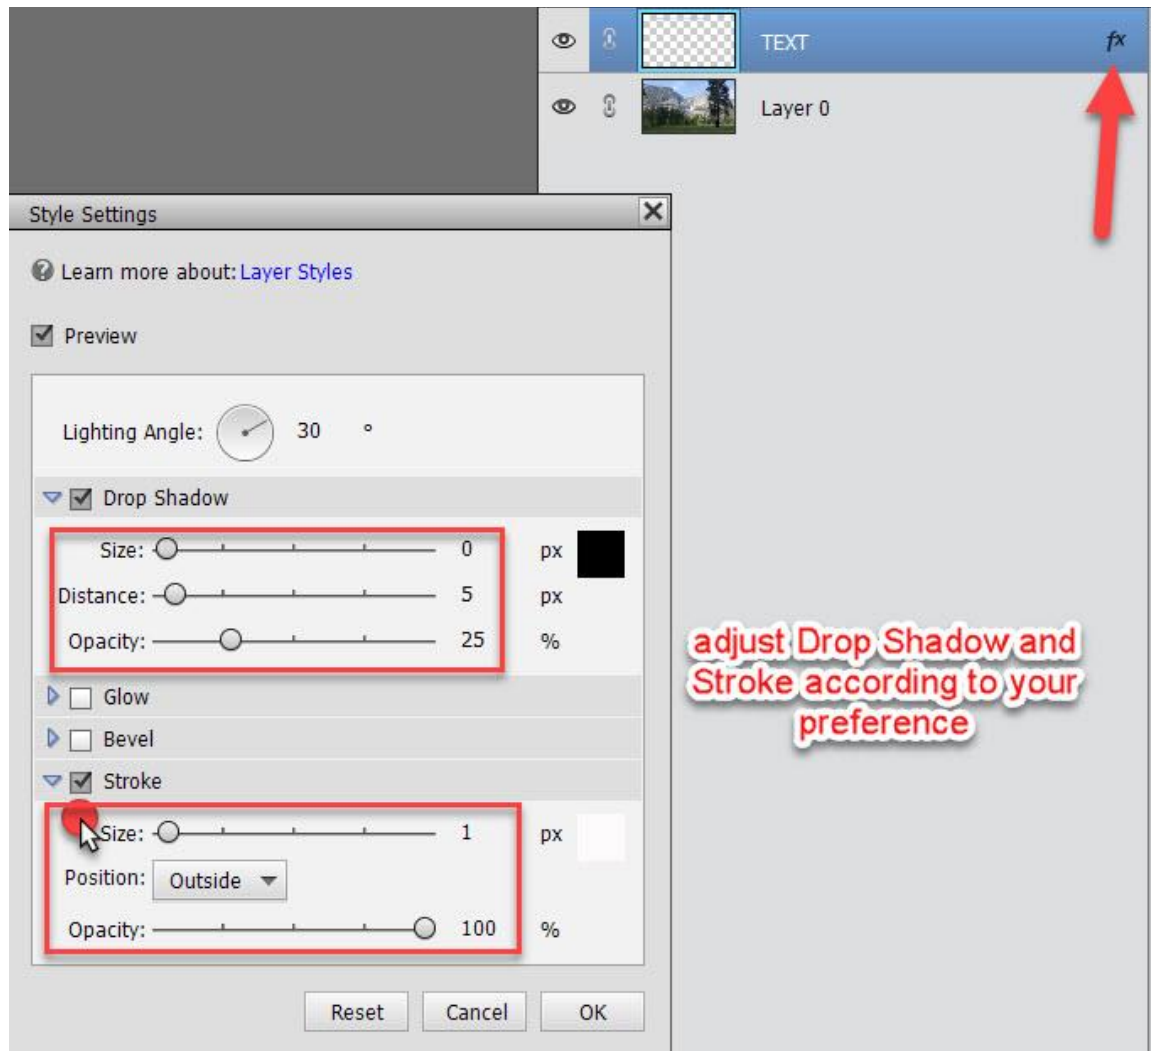 TEXT fx
Layer 0
Style Settings
Learn more about: Layer Styles
Preview
Lighting Angle: 30 °
Drop Shadow
Size: 0 px
Distance: 5 px
Opacity: 25 %
adjust Drop Shadow and
Stroke according to your
preference
Glow
Bevel
Stroke
Size: 1 px
Position: Outside
Opacity: 100 %
Reset Cancel OK